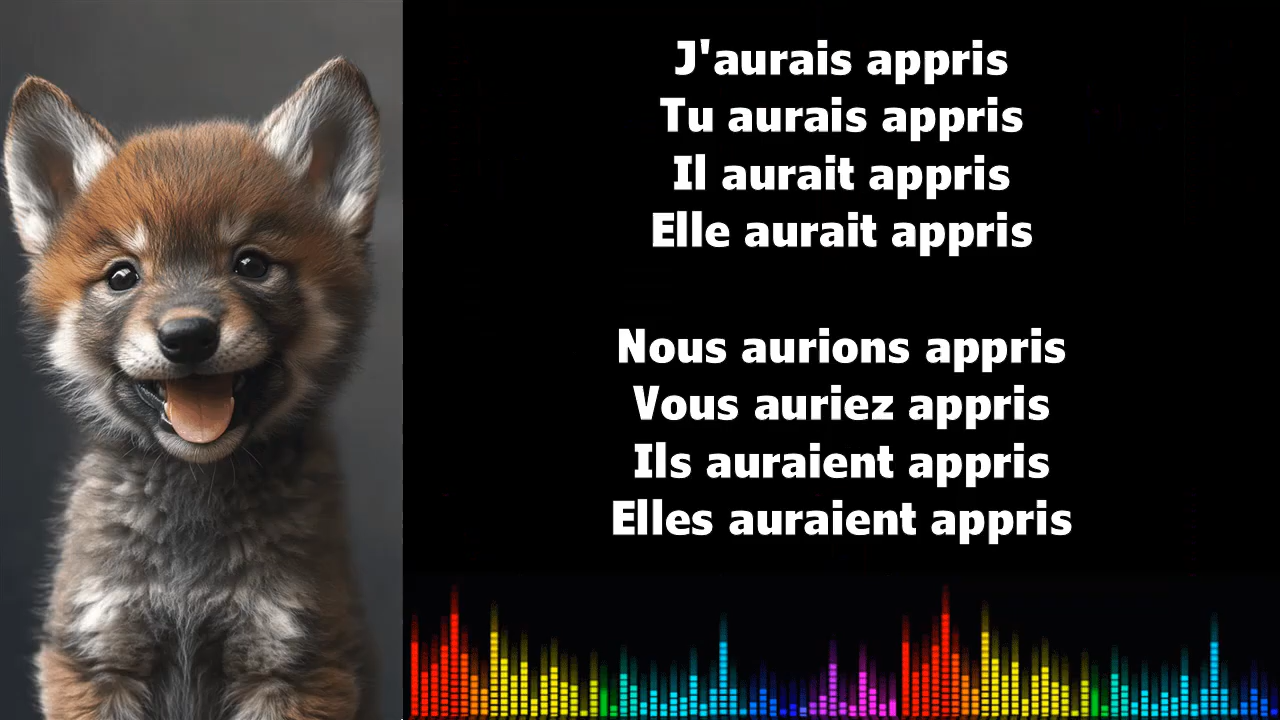 J'aurais appris
Tu aurais appris
Il aurait appris
Elle aurait appris
Nous aurions appris
Vous auriez appris
Ils auraient appris
Elles auraient appris